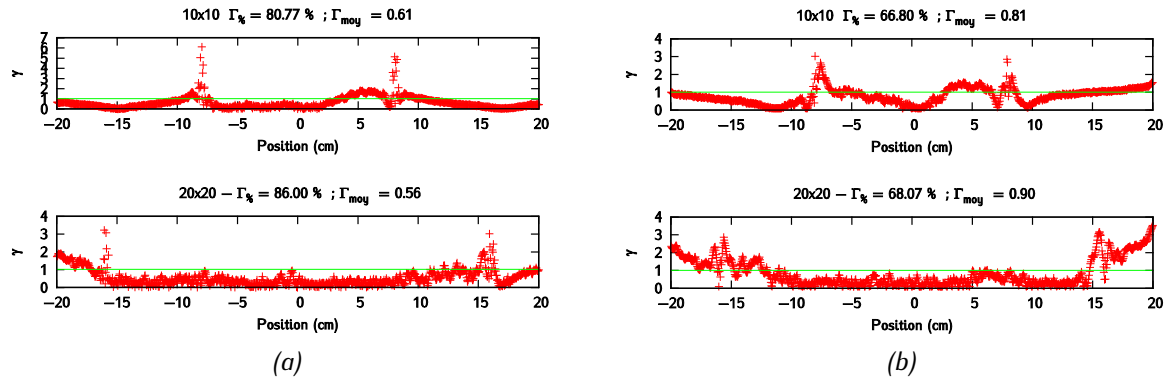 10x10 Γ% = 80.77 % ; Γmoy = 0.61
γ
7
6
5
4
3
2
1
0
−20 −15 −10 −5 0 5 10 15 20
Position (cm)
20x20 − Γ% = 86.00 % ; Γmoy = 0.56
γ
4
3
2
1
0
−20 −15 −10 −5 0 5 10 15 20
Position (cm)
(a)
10x10 Γ% = 66.80 % ; Γmoy = 0.81
γ
4
3
2
1
0
−20 −15 −10 −5 0 5 10 15 20
Position (cm)
20x20 − Γ% = 68.07 % ; Γmoy = 0.90
γ
4
3
2
1
0
−20 −15 −10 −5 0 5 10 15 20
Position (cm)
(b)